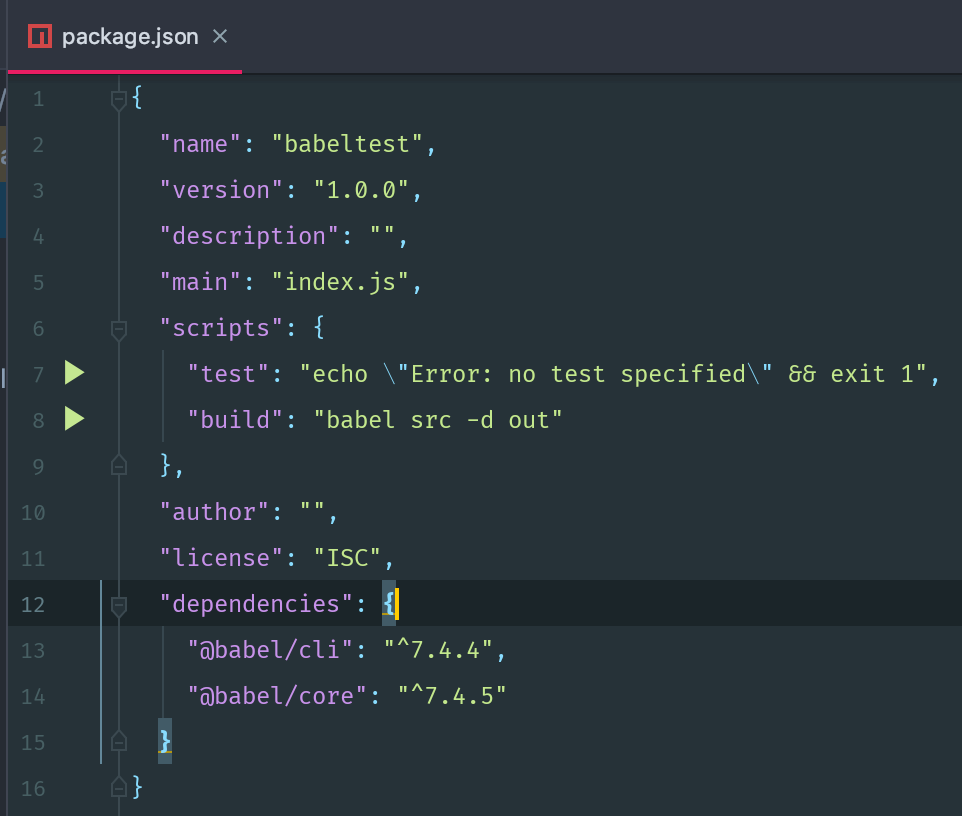 package.json ×
1 {
2 "name": "babeltest",
3 "version": "1.0.0",
4 "description": "",
5 "main": "index.js",
6 "scripts": {
7 "test": "echo \"Error: no test specified\" && exit 1",
8 "build": "babel src -d out"
9 },
10 "author": "",
11 "license": "ISC",
12 "dependencies": {
13 "@babel/cli": "^7.4.4",
14 "@babel/core": "^7.4.5"
15 }
16 }